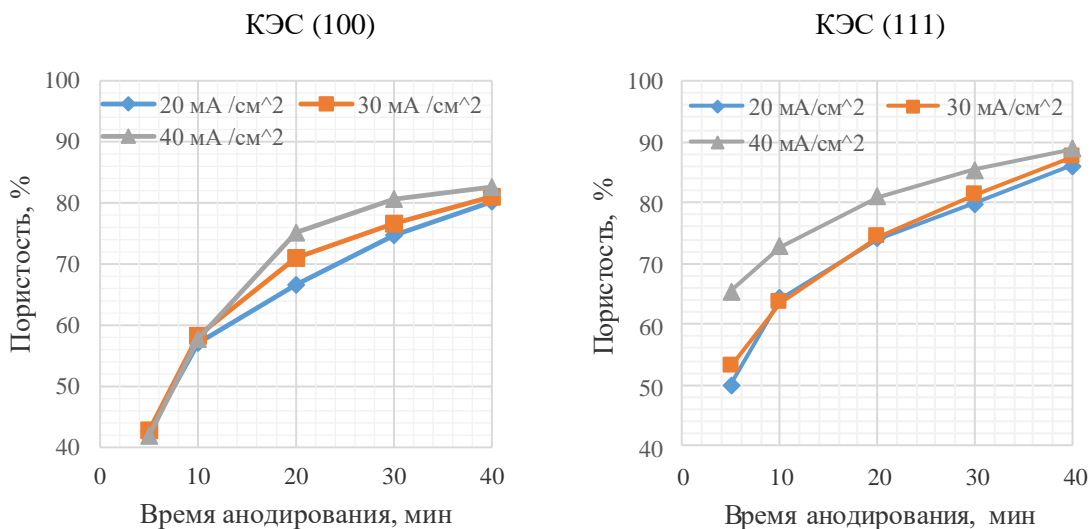 КЭС (100)
100
90
80
70
60
50
40
0 10 20 30 40
Пористость, %
Время анодирования, мин
20 мА /см^2 30 мА /см^2
40 мА /см^2
КЭС (111)
100
90
80
70
60
50
40
0 10 20 30 40
Пористость, %
Время анодирования, мин
20 мА/см^2 30 мА/см^2
40 мА/см^2